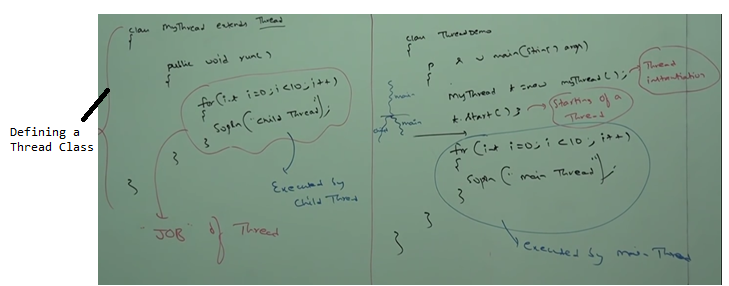 Defining a
Thread Class
class MyThread extends Thread
{
public void run()
{
for(int i=0; i<10; i++)
{
Sopln("child Thread");
}
}
}
Executed by
Child Thread
"JOB" of Thread
class ThreadDemo
{
p s v main(String[] args)
{
MyThread t=new MyThread();
Thread
instantiation
t.start();
Starting of a
Thread
main
child
main
for(int i=0; i<10; i++)
{
Sopln("main Thread");
}
}
}
executed by main Thread